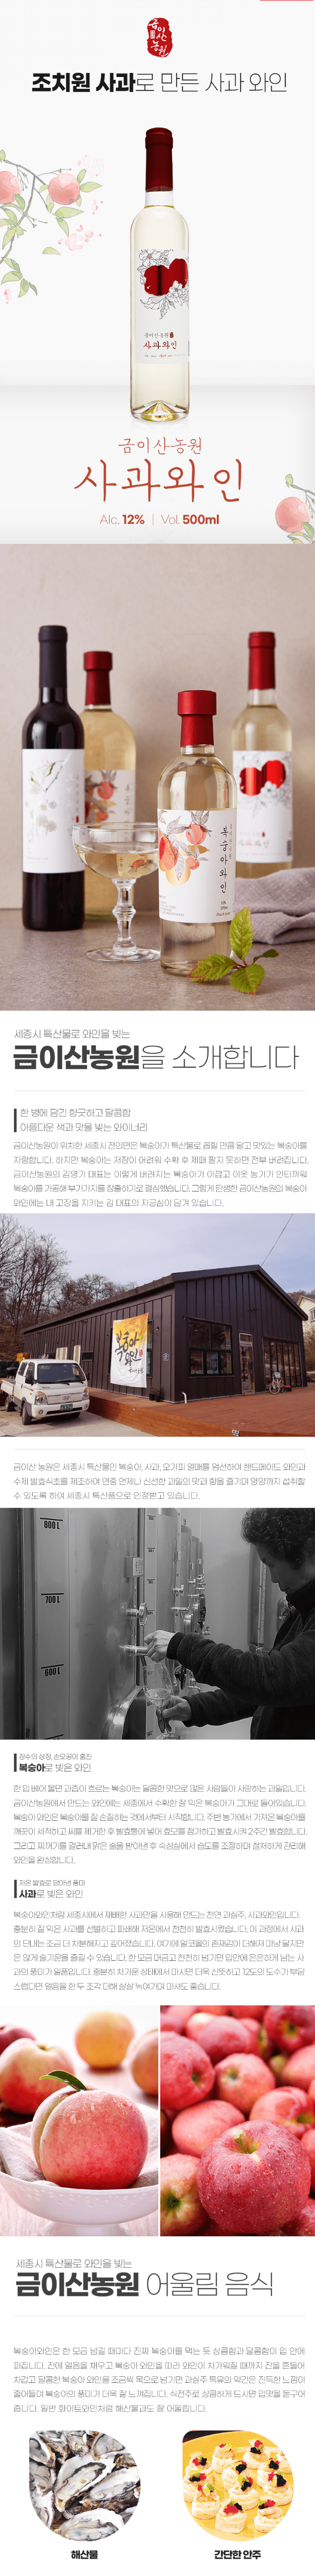 금이산
농원
조치원 사과로 만든 사과 와인
금이산농원
사과와인
금이산농원
사과와인
Alc. 12% | Vol. 500ml
복숭아와인
세종시 특산물로 와인을 빚는
금이산농원을 소개합니다
한 병에 담긴 향긋하고 달콤함
아름다운 색과 맛을 빚는 와이너리
금이산농원이 위치한 세종시 전의면은 복숭아가 특산물로 꼽힐 만큼 달고 맛있는 복숭아를
자랑합니다. 하지만 복숭아는 저장이 어려워 수확 후 제때 팔지 못하면 전부 버려집니다.
금이산농원의 김영기 대표는 이렇게 버려지는 복숭아가 아깝고 이웃 농가가 안타까워
복숭아를 가공해 부가가치를 창출하기로 결심했습니다. 그렇게 탄생한 금이산농원의 복숭아
와인에는 내 고장을 지키는 김 대표의 자긍심이 담겨 있습니다.
복숭아
와인
금이산 농원은 세종시 특산물인 복숭아, 사과, 오가피 열매를 엄선하여 핸드메이드 와인과
수제 발효식초를 제조하여 연중 언제나 신선한 과일의 맛과 향을 즐기며 영양까지 섭취할
수 있도록 하여 세종시 특산품으로 인정받고 있습니다.
800 L
700 L
600 L
장수의 상징, 손오공이 훔친
복숭아로 빚은 와인
한 입 베어 물면 과즙이 흐르는 복숭아는 달콤한 맛으로 많은 사람들이 사랑하는 과일입니다.
금이산농원에서 만드는 와인에는 세종에서 수확한 잘 익은 복숭아가 그대로 들어있습니다.
복숭아 와인은 복숭아를 잘 손질하는 것에서부터 시작합니다. 주변 농가에서 가져온 복숭아를
깨끗이 세척하고 씨를 제거한 후 발효통에 넣어 효모를 첨가하고 발효시켜 2주간 발효합니다.
그리고 찌꺼기를 걸러내 맑은 술을 받아낸 후 숙성실에서 습도를 조절하며 철저하게 관리해
와인을 완성합니다.
저온 발효로 담아낸 풍미
사과로 빚은 와인
복숭아와인처럼 세종시에서 재배한 사과만을 사용해 만드는 천연 과실주, 사과와인입니다.
충분히 잘 익은 사과를 선별하고 파쇄해 저온에서 천천히 발효시켰습니다. 이 과정에서 사과
의 단내는 조금 더 차분해지고 깊어졌습니다. 여기에 알코올의 존재감이 더해져 마냥 달지만
은 않게 즐기운을 즐길 수 있습니다. 한 모금 머금고 천천히 넘기면 입안에 은은하게 남는 사
과의 풍미가 일품입니다. 충분히 차가운 상태에서 마시면 더욱 산뜻하고 12도의 도수가 부담
스럽다면 얼음을 한 두 조각 더해 살살 녹여가며 마셔도 좋습니다.
세종시 특산물로 와인을 빚는
금이산농원 어울림 음식
복숭아와인은 한 모금 넘길 때마다 진짜 복숭아를 먹는 듯 상큼함과 달콤함이 입 안에
퍼집니다. 잔에 얼음을 채우고 복숭아 와인을 따라 와인이 차가워질 때까지 잔을 흔들어
차갑고 달콤한 복숭아 와인을 조금씩 목으로 넘기면 과실주 특유의 약간은 진득한 느낌이
줄어들며 복숭아의 풍미가 더욱 잘 느껴집니다. 식전주로 상큼하게 드시면 입맛을 돋구어
줍니다. 일반 화이트와인처럼 해산물과도 잘 어울립니다.
해산물
간단한 안주